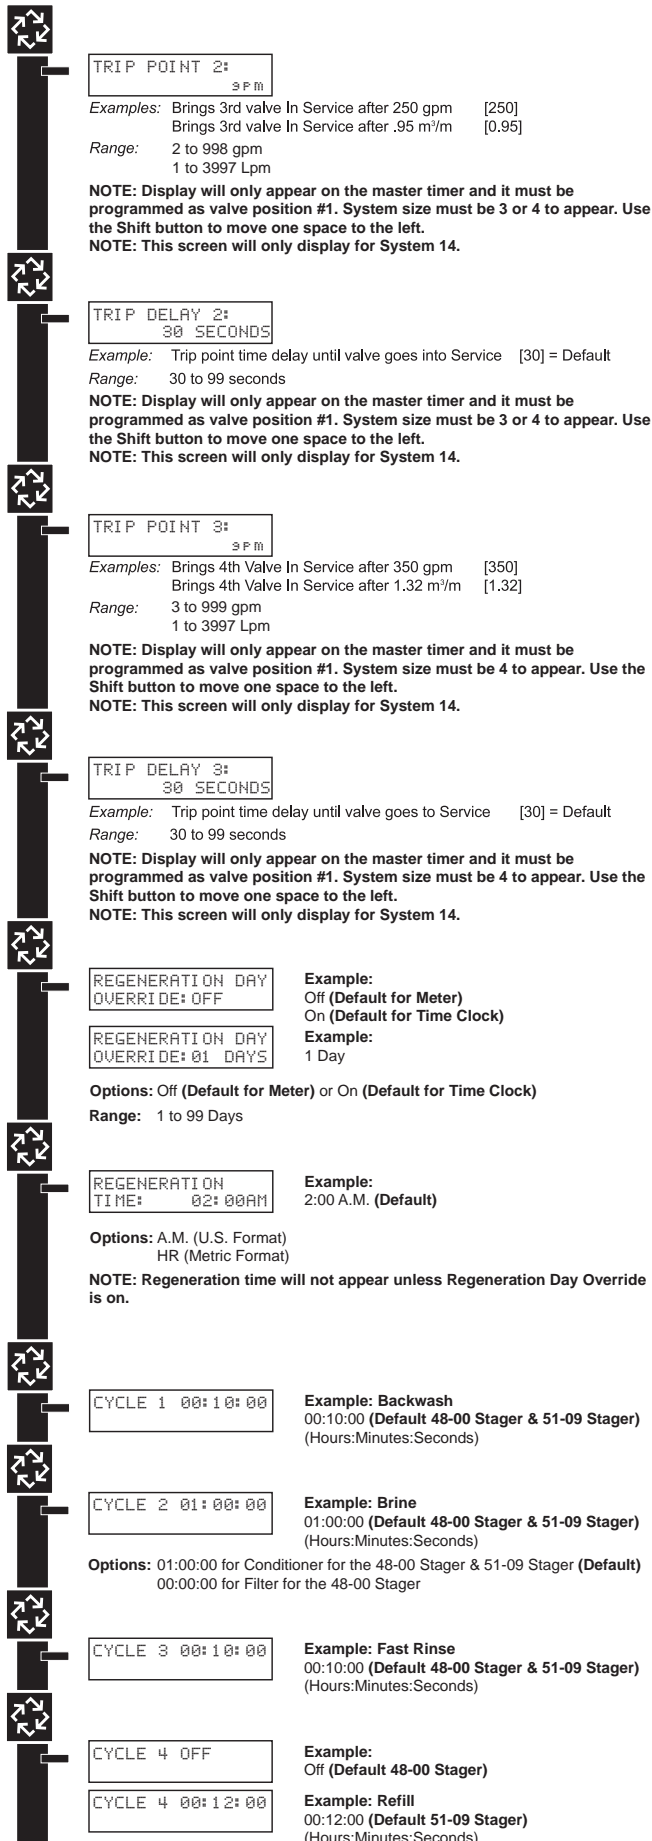 TRIP POINT 2:
gpm
Examples: Brings 3rd valve In Service after 250 gpm [250]
Brings 3rd valve In Service after .95 m³/m [0.95]
Range: 2 to 998 gpm
1 to 3997 Lpm
NOTE: Display will only appear on the master timer and it must be
programmed as valve position #1. System size must be 3 or 4 to appear. Use
the Shift button to move one space to the left.
NOTE: This screen will only display for System 14.
TRIP DELAY 2:
30 SECONDS
Example: Trip point time delay until valve goes into Service [30] = Default
Range: 30 to 99 seconds
NOTE: Display will only appear on the master timer and it must be
programmed as valve position #1. System size must be 3 or 4 to appear. Use
the Shift button to move one space to the left.
NOTE: This screen will only display for System 14.
TRIP POINT 3:
gpm
Examples: Brings 4th Valve In Service after 350 gpm [350]
Brings 4th Valve In Service after 1.32 m³/m [1.32]
Range: 3 to 999 gpm
1 to 3997 Lpm
NOTE: Display will only appear on the master timer and it must be
programmed as valve position #1. System size must be 4 to appear. Use the
Shift button to move one space to the left.
NOTE: This screen will only display for System 14.
TRIP DELAY 3:
30 SECONDS
Example: Trip point time delay until valve goes to Service [30] = Default
Range: 30 to 99 seconds
NOTE: Display will only appear on the master timer and it must be
programmed as valve position #1. System size must be 4 to appear. Use the
Shift button to move one space to the left.
NOTE: This screen will only display for System 14.
REGENERATION DAY
OVERRIDE:OFF
Example:
Off (Default for Meter)
On (Default for Time Clock)
REGENERATION DAY
OVERRIDE:01 DAYS
Example:
1 Day
Options: Off (Default for Meter) or On (Default for Time Clock)
Range: 1 to 99 Days
REGENERATION
TIME: 02:00AM
Example:
2:00 A.M. (Default)
Options: A.M. (U.S. Format)
HR (Metric Format)
NOTE: Regeneration time will not appear unless Regeneration Day Override
is on.
CYCLE 1 00:10:00
Example: Backwash
00:10:00 (Default 48-00 Stager & 51-09 Stager)
(Hours:Minutes:Seconds)
CYCLE 2 01:00:00
Example: Brine
01:00:00 (Default 48-00 Stager & 51-09 Stager)
(Hours:Minutes:Seconds)
Options: 01:00:00 for Conditioner for the 48-00 Stager & 51-09 Stager (Default)
00:00:00 for Filter for the 48-00 Stager
CYCLE 3 00:10:00
Example: Fast Rinse
00:10:00 (Default 48-00 Stager & 51-09 Stager)
(Hours:Minutes:Seconds)
CYCLE 4 OFF
Example:
Off (Default 48-00 Stager)
CYCLE 4 00:12:00
Example: Refill
00:12:00 (Default 51-09 Stager)
(Hours:Minutes:Seconds)